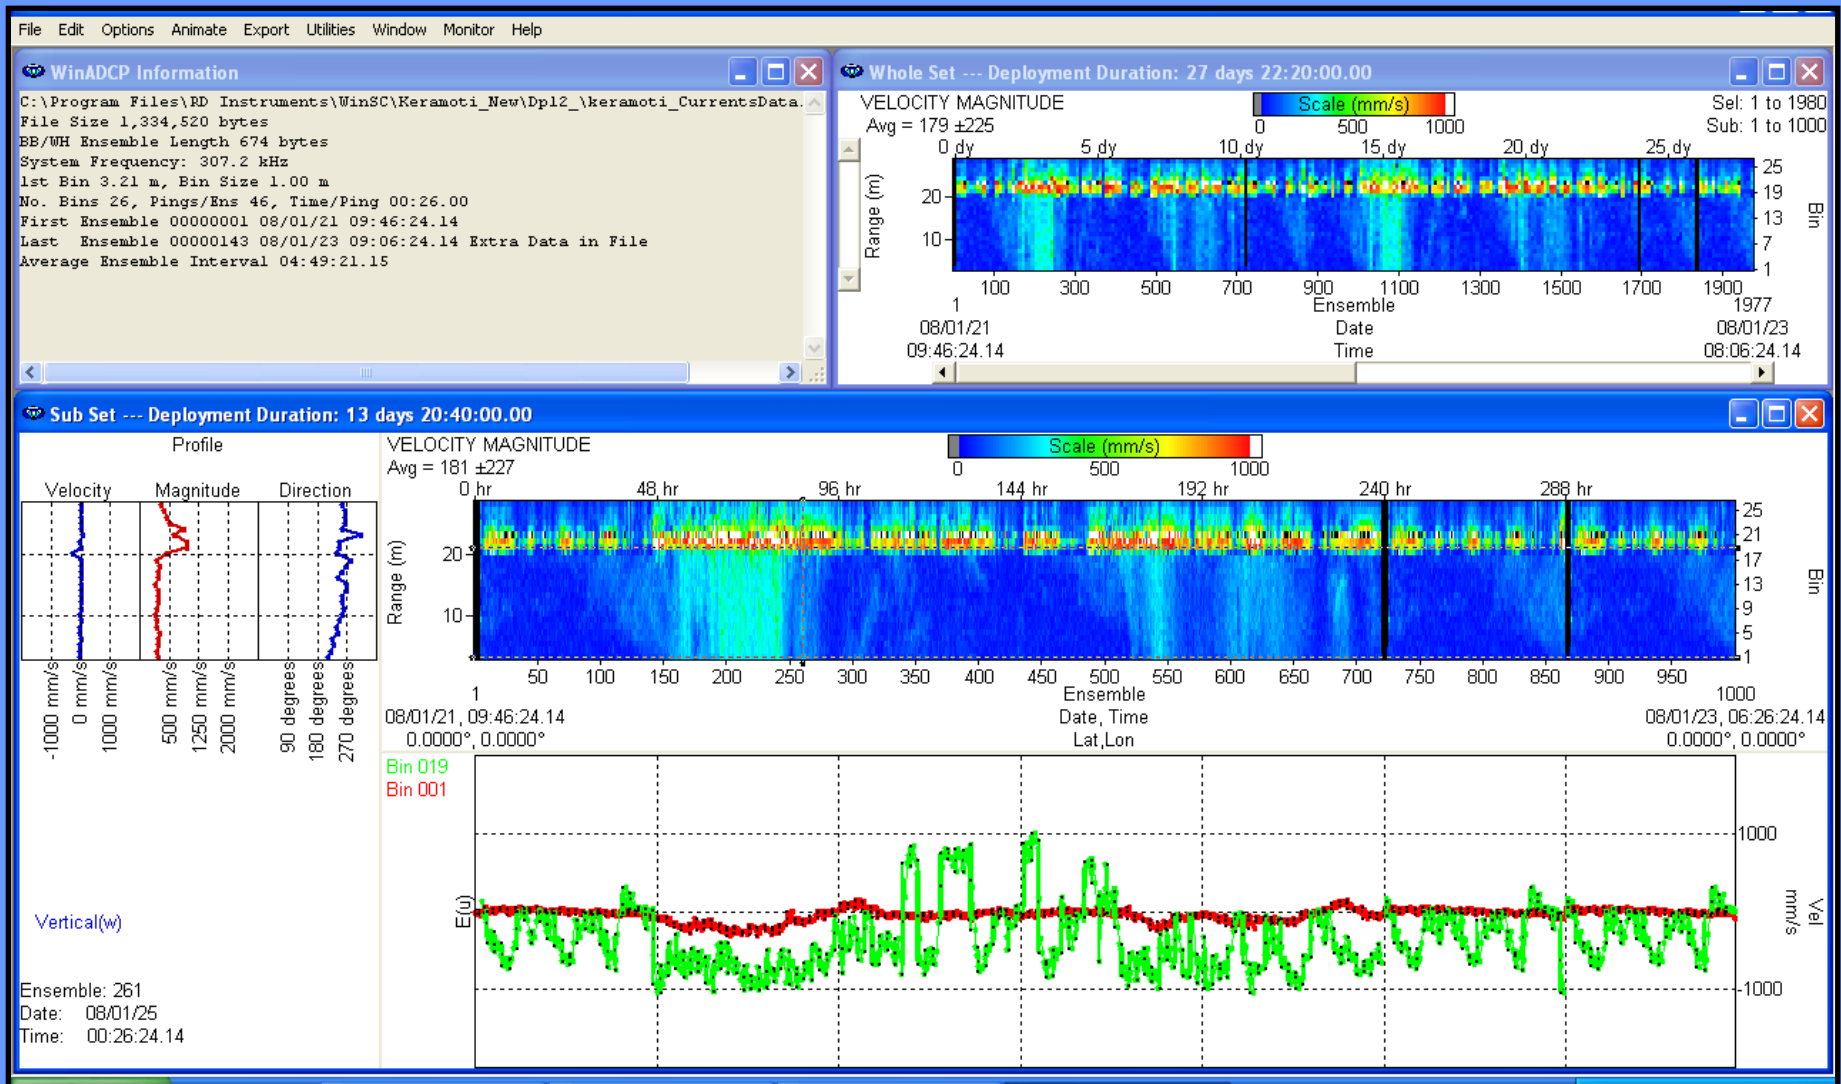 File Edit Options Animate Export Utilities Window Monitor Help
WinADCP Information
C:\Program Files\RD Instruments\WinSC\Keramoti_New\Dpl2_\keramoti_CurrentsData.
File Size 1,334,520 bytes
BB/WH Ensemble Length 674 bytes
System Frequency: 307.2 kHz
1st Bin 3.21 m, Bin Size 1.00 m
No. Bins 26, Pings/Ens 46, Time/Ping 00:26.00
First Ensemble 00000001 08/01/21 09:46:24.14
Last Ensemble 00000143 08/01/23 09:06:24.14 Extra Data in File
Average Ensemble Interval 04:49:21.15
Whole Set --- Deployment Duration: 27 days 22:20:00.00
VELOCITY MAGNITUDE
Avg = 179 ±225
Scale (mm/s)
0 500 1000
Sel: 1 to 1980
Sub: 1 to 1000
0 dy 5 dy 10 dy 15 dy 20 dy 25 dy
Range (m)
20
10
25
19
13
7
1
Bin
100 300 500 700 900 1100 1300 1500 1700 1900
1 Ensemble 1977
08/01/21 Date 08/01/23
09:46:24.14 Time 08:06:24.14
Sub Set --- Deployment Duration: 13 days 20:40:00.00
Profile
Velocity Magnitude Direction
-1000 mm/s
0 mm/s
1000 mm/s
500 mm/s
1250 mm/s
2000 mm/s
90 degrees
180 degrees
270 degrees
Vertical(w)
Ensemble: 261
Date: 08/01/25
Time: 00:26:24.14
VELOCITY MAGNITUDE
Avg = 181 ±227
Scale (mm/s)
0 500 1000
0 hr 48 hr 96 hr 144 hr 192 hr 240 hr 288 hr
Range (m)
20
10
25
21
17
13
9
5
1
Bin
50 100 150 200 250 300 350 400 450 500 550 600 650 700 750 800 850 900 950
1 Ensemble 1000
08/01/21, 09:46:24.14 Date, Time 08/01/23, 06:26:24.14
0.0000°, 0.0000° Lat,Lon 0.0000°, 0.0000°
Bin 019
Bin 001
E(u)
1000
-1000
Vel
mm/s